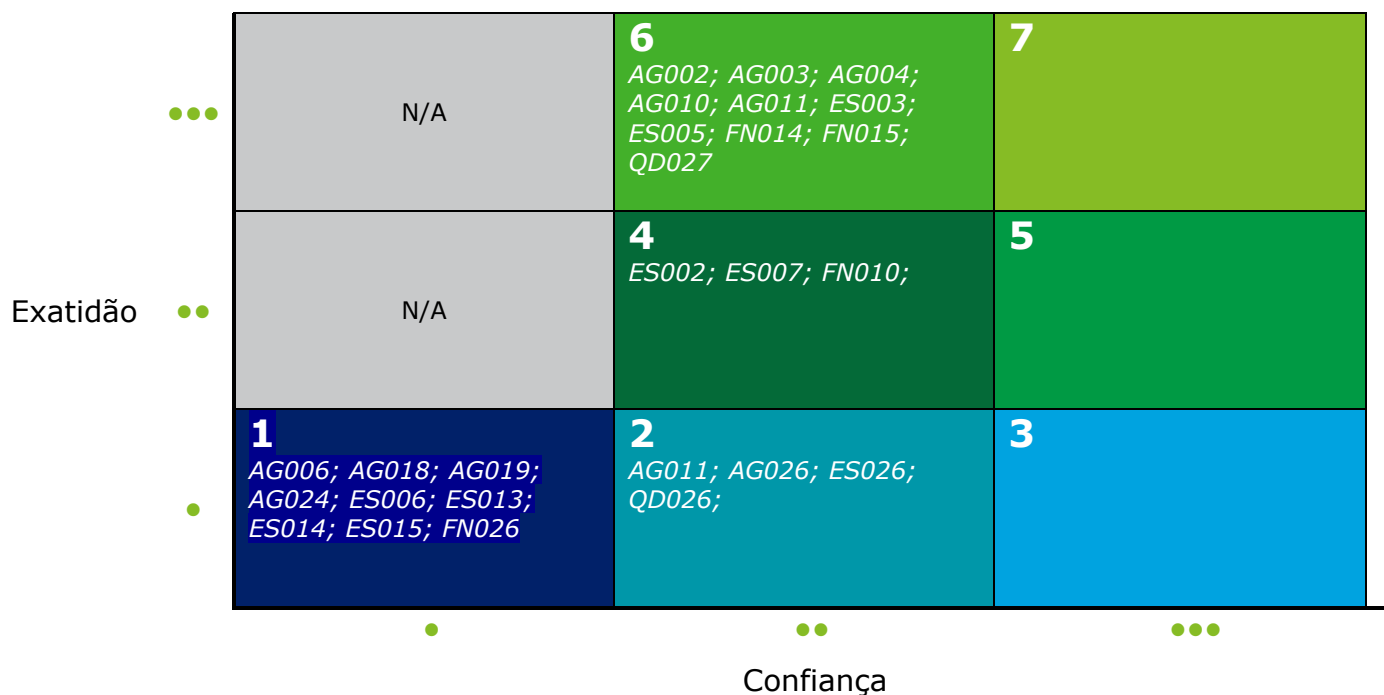 6
AG002; AG003; AG004;
AG010; AG011; ES003;
ES005; FN014; FN015;
QD027
7
N/A
4
ES002; ES007; FN010;
5
N/A
Exatidão
1
AG006; AG018; AG019;
AG024; ES006; ES013;
ES014; ES015; FN026
2
AG011; AG026; ES026;
QD026;
3
Confiança